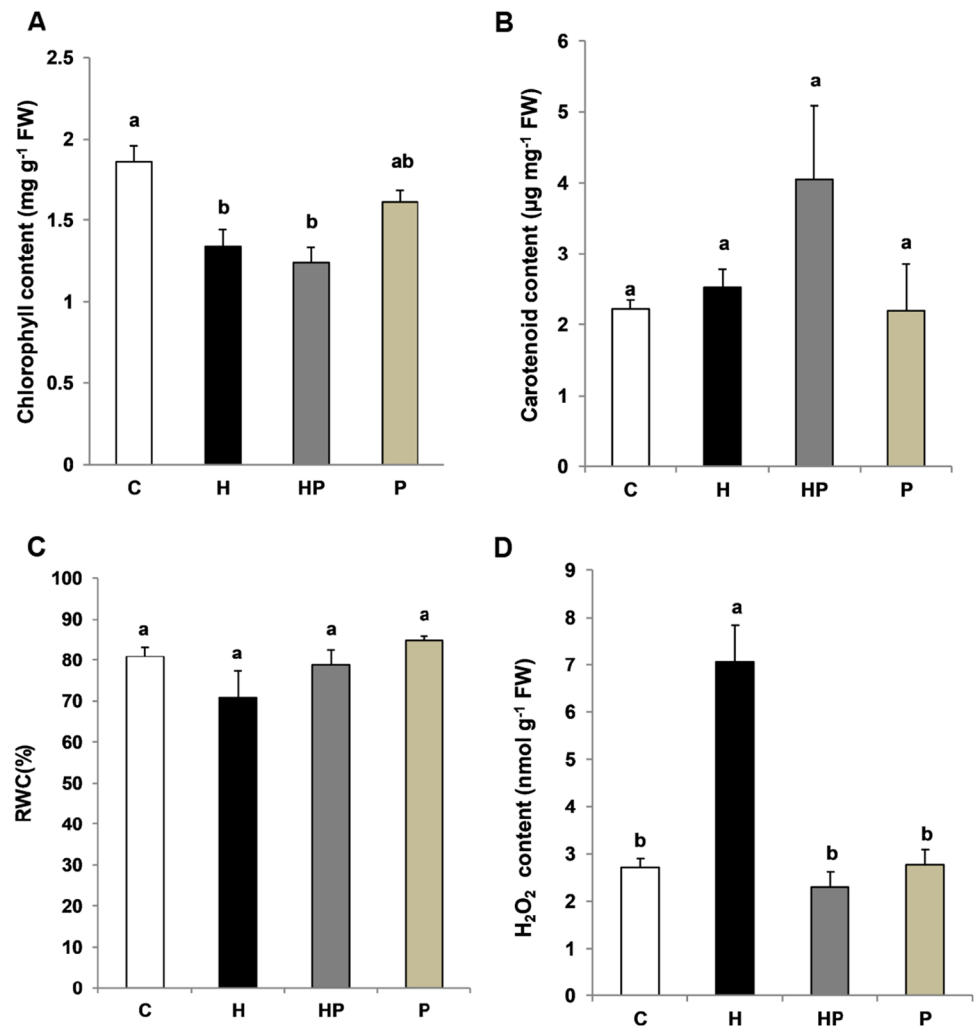 A
Chlorophyll content (mg g⁻¹ FW)
2.5
2
1.5
1
0.5
0
a
b
b
ab
C H HP P
B
Carotenoid content (µg mg⁻¹ FW)
6
5
4
3
2
1
0
a
a
a
a
C H HP P
C
RWC(%)
100
90
80
70
60
50
40
30
20
10
0
a
a
a
a
C H HP P
D
H₂O₂ content (nmol g⁻¹ FW)
9
8
7
6
5
4
3
2
1
0
b
a
b
b
C H HP P